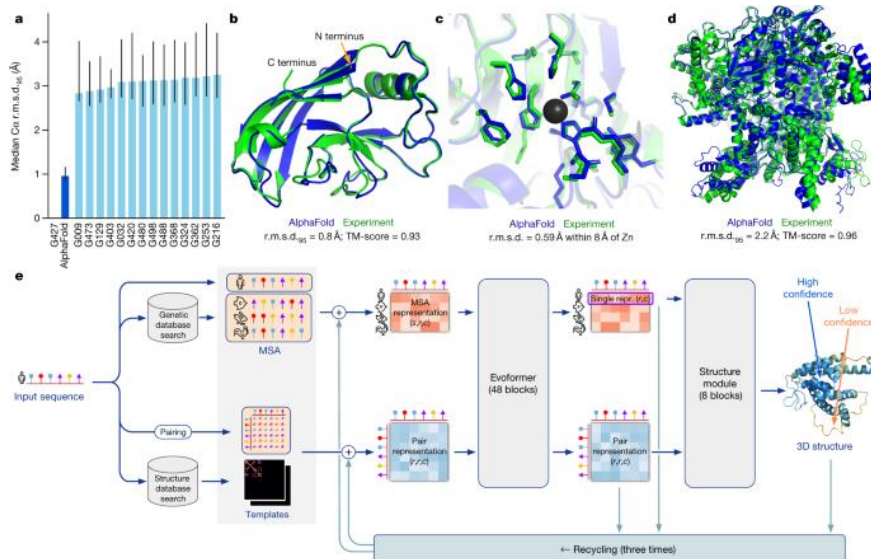 a
Median Cα r.m.s.d.95 (Å)
4
3
2
1
0
G427
AlphaFold
G009
G473
G129
G403
G032
G420
G480
G498
G488
G368
G324
G362
G253
G216
b
N terminus
C terminus
AlphaFold Experiment
r.m.s.d.95 = 0.8 Å; TM-score = 0.93
c
AlphaFold Experiment
r.m.s.d. = 0.59 Å within 8 Å of Zn
d
AlphaFold Experiment
r.m.s.d.95 = 2.2 Å; TM-score = 0.96
e
Input sequence
Genetic
database
search
MSA
Pairing
Structure
database
search
Templates
+
+
MSA
representation
(s,r,c)
Pair
representation
(r,r,c)
Evoformer
(48 blocks)
Single repr. (r,c)
Pair
representation
(r,r,c)
Structure
module
(8 blocks)
High
confidence
Low
confidence
3D structure
← Recycling (three times)